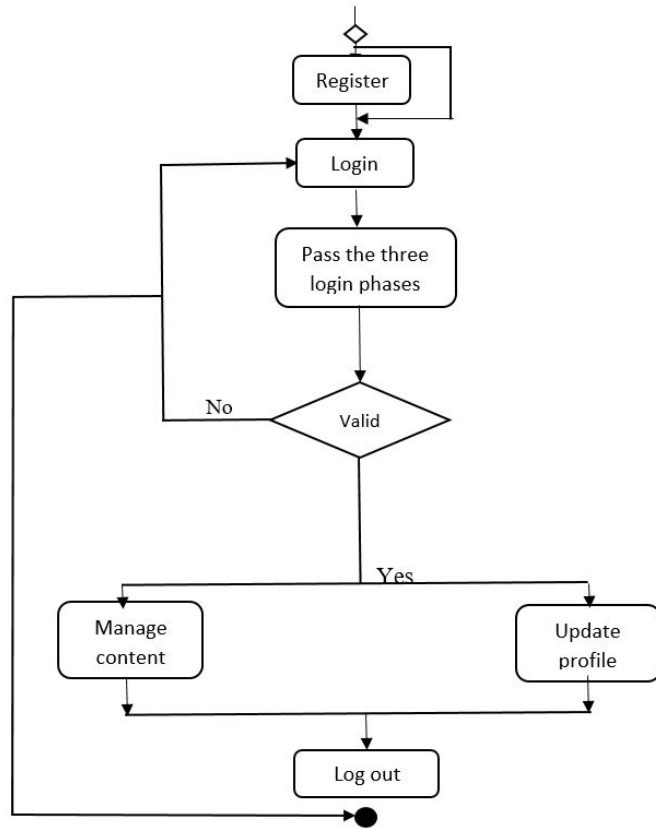 Register
Login
Pass the three
login phases
No
Valid
Yes
Manage
content
Update
profile
Log out